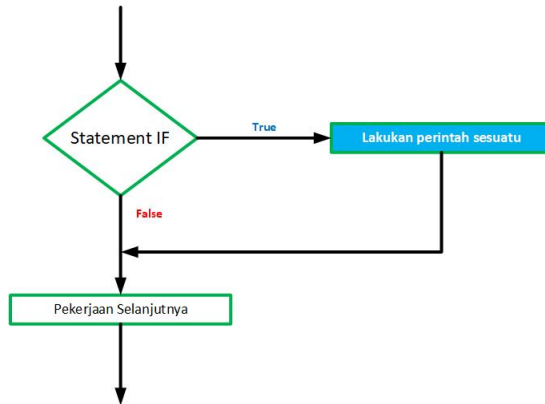 Statement IF
True
Lakukan perintah sesuatu
False
Pekerjaan Selanjutnya